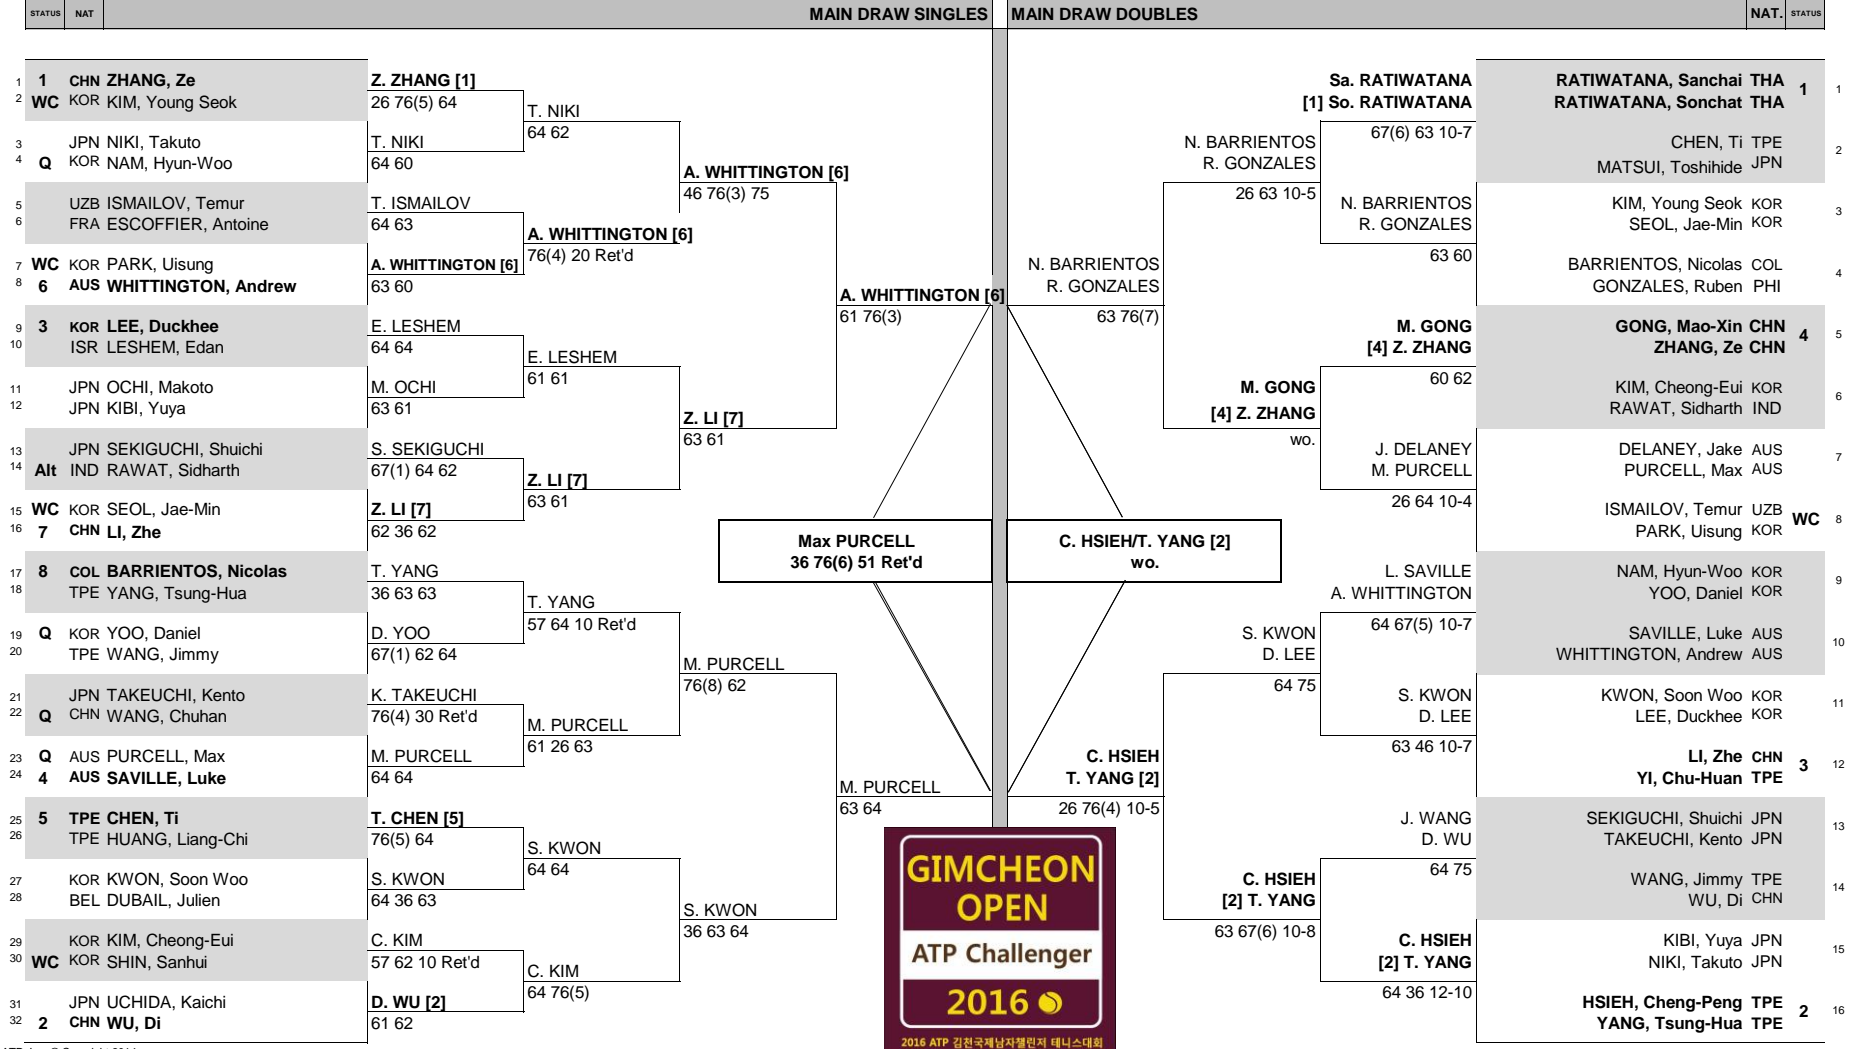 STATUS NAT MAIN DRAW SINGLES MAIN DRAW DOUBLES NAT. STATUS
1 1 CHN ZHANG, Ze
2 WC KOR KIM, Young Seok
3 JPN NIKI, Takuto
4 Q KOR NAM, Hyun-Woo
5 UZB ISMAILOV, Temur
6 FRA ESCOFFIER, Antoine
7 WC KOR PARK, Uisung
8 6 AUS WHITTINGTON, Andrew
9 3 KOR LEE, Duckhee
10 ISR LESHEM, Edan
11 JPN OCHI, Makoto
12 JPN KIBI, Yuya
13 JPN SEKIGUCHI, Shuichi
14 Alt IND RAWAT, Sidharth
15 WC KOR SEOL, Jae-Min
16 7 CHN LI, Zhe
17 8 COL BARRIENTOS, Nicolas
18 TPE YANG, Tsung-Hua
19 Q KOR YOO, Daniel
20 TPE WANG, Jimmy
21 JPN TAKEUCHI, Kento
22 Q CHN WANG, Chuhan
23 Q AUS PURCELL, Max
24 4 AUS SAVILLE, Luke
25 5 TPE CHEN, Ti
26 TPE HUANG, Liang-Chi
27 KOR KWON, Soon Woo
28 BEL DUBAIL, Julien
29 KOR KIM, Cheong-Eui
30 WC KOR SHIN, Sanhui
31 JPN UCHIDA, Kaichi
32 2 CHN WU, Di
Z. ZHANG [1]
26 76(5) 64
T. NIKI
64 60
T. ISMAILOV
64 63
A. WHITTINGTON [6]
63 60
E. LESHEM
64 64
M. OCHI
63 61
S. SEKIGUCHI
67(1) 64 62
Z. LI [7]
62 36 62
T. YANG
36 63 63
D. YOO
67(1) 62 64
K. TAKEUCHI
76(4) 30 Ret'd
M. PURCELL
64 64
T. CHEN [5]
76(5) 64
S. KWON
64 36 63
C. KIM
57 62 10 Ret'd
D. WU [2]
61 62
T. NIKI
64 62
A. WHITTINGTON [6]
76(4) 20 Ret'd
E. LESHEM
61 61
Z. LI [7]
63 61
T. YANG
57 64 10 Ret'd
M. PURCELL
61 26 63
S. KWON
64 64
C. KIM
64 76(5)
A. WHITTINGTON [6]
46 76(3) 75
Z. LI [7]
63 61
M. PURCELL
76(8) 62
S. KWON
36 63 64
A. WHITTINGTON [6]
61 76(3)
M. PURCELL
63 64
Max PURCELL
36 76(6) 51 Ret'd
C. HSIEH/T. YANG [2]
wo.
N. BARRIENTOS
R. GONZALES
63 76(7)
C. HSIEH
T. YANG [2]
26 76(4) 10-5
N. BARRIENTOS
R. GONZALES
26 63 10-5
M. GONG
[4] Z. ZHANG
wo.
S. KWON
D. LEE
64 75
C. HSIEH
[2] T. YANG
63 67(6) 10-8
Sa. RATIWATANA
[1] So. RATIWATANA
67(6) 63 10-7
N. BARRIENTOS
R. GONZALES
63 60
M. GONG
[4] Z. ZHANG
60 62
J. DELANEY
M. PURCELL
26 64 10-4
L. SAVILLE
A. WHITTINGTON
64 67(5) 10-7
S. KWON
D. LEE
63 46 10-7
J. WANG
D. WU
64 75
C. HSIEH
[2] T. YANG
64 36 12-10
RATIWATANA, Sanchai THA 1 1
RATIWATANA, Sonchat THA
CHEN, Ti TPE 2
MATSUI, Toshihide JPN
KIM, Young Seok KOR 3
SEOL, Jae-Min KOR
BARRIENTOS, Nicolas COL 4
GONZALES, Ruben PHI
GONG, Mao-Xin CHN 4 5
ZHANG, Ze CHN
KIM, Cheong-Eui KOR 6
RAWAT, Sidharth IND
DELANEY, Jake AUS 7
PURCELL, Max AUS
ISMAILOV, Temur UZB WC 8
PARK, Uisung KOR
NAM, Hyun-Woo KOR 9
YOO, Daniel KOR
SAVILLE, Luke AUS 10
WHITTINGTON, Andrew AUS
KWON, Soon Woo KOR 11
LEE, Duckhee KOR
LI, Zhe CHN 3 12
YI, Chu-Huan TPE
SEKIGUCHI, Shuichi JPN 13
TAKEUCHI, Kento JPN
WANG, Jimmy TPE 14
WU, Di CHN
KIBI, Yuya JPN 15
NIKI, Takuto JPN
HSIEH, Cheng-Peng TPE 2 16
YANG, Tsung-Hua TPE
GIMCHEON
OPEN
ATP Challenger
2016
2016 ATP 김천국제남자챌린저 테니스대회